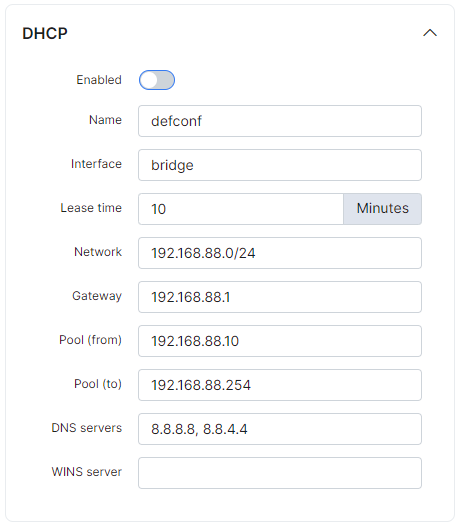 DHCP
Enabled
Name defconf
Interface bridge
Lease time 10 Minutes
Network 192.168.88.0/24
Gateway 192.168.88.1
Pool (from) 192.168.88.10
Pool (to) 192.168.88.254
DNS servers 8.8.8.8, 8.8.4.4
WINS server